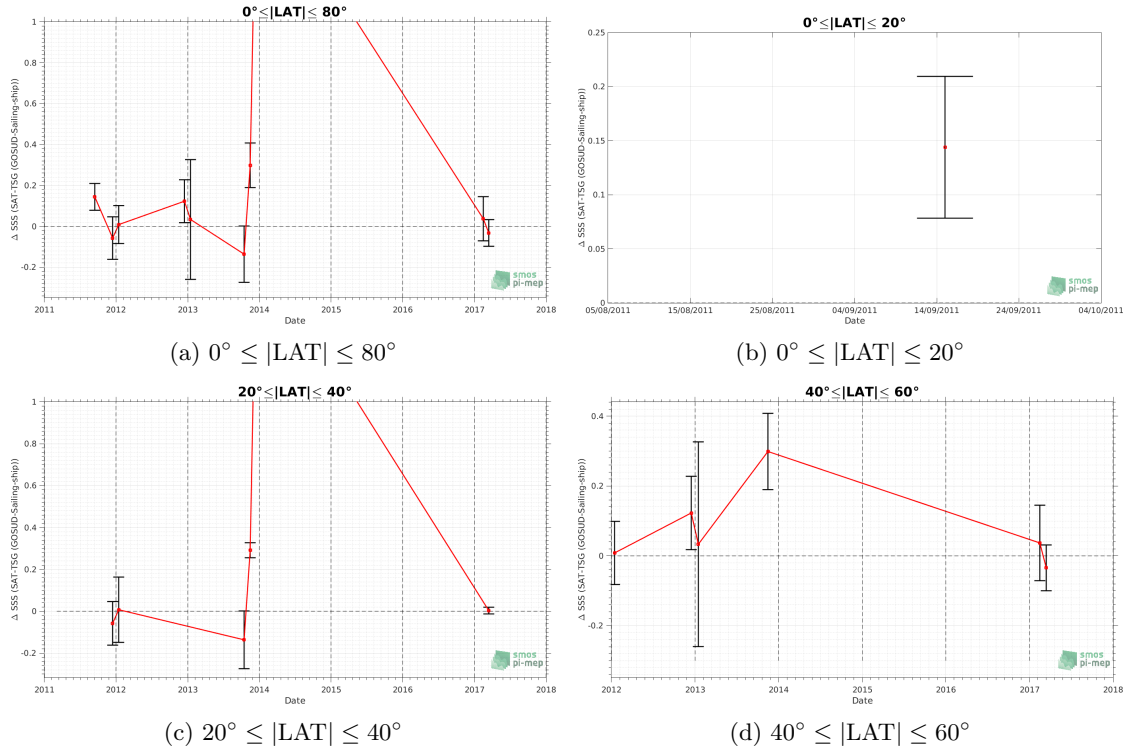 0°≤|LAT|≤ 80°
Δ SSS (SAT-TSG (GOSUD-Sailing-ship))
1
0.8
0.6
0.4
0.2
0
-0.2
2011 2012 2013 2014 2015 2016 2017 2018
Date
smos
pi-mep
(a) 0° ≤ |LAT| ≤ 80°
0°≤|LAT|≤ 20°
Δ SSS (SAT-TSG (GOSUD-Sailing-ship))
0.25
0.2
0.15
0.1
0.05
0
05/08/2011 15/08/2011 25/08/2011 04/09/2011 14/09/2011 24/09/2011 04/10/2011
Date
smos
pi-mep
(b) 0° ≤ |LAT| ≤ 20°
20°≤|LAT|≤ 40°
Δ SSS (SAT-TSG (GOSUD-Sailing-ship))
1
0.8
0.6
0.4
0.2
0
-0.2
2011 2012 2013 2014 2015 2016 2017 2018
Date
smos
pi-mep
(c) 20° ≤ |LAT| ≤ 40°
40°≤|LAT|≤ 60°
Δ SSS (SAT-TSG (GOSUD-Sailing-ship))
0.4
0.2
0
-0.2
2012 2013 2014 2015 2016 2017 2018
Date
smos
pi-mep
(d) 40° ≤ |LAT| ≤ 60°